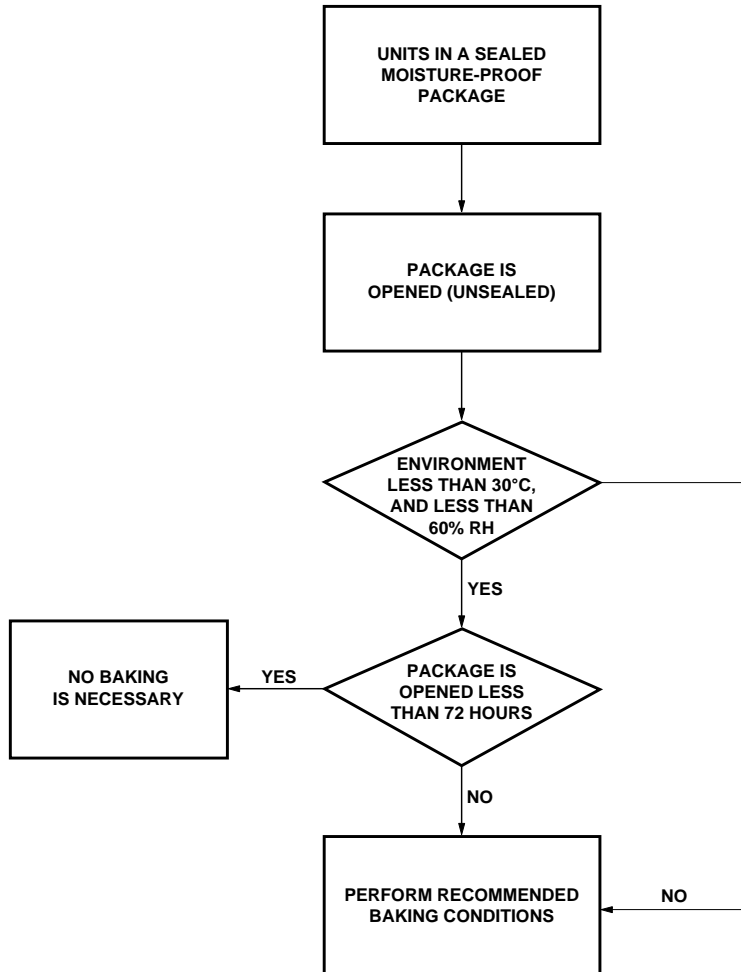 UNITS IN A SEALED
MOISTURE-PROOF
PACKAGE
PACKAGE IS
OPENED (UNSEALED)
ENVIRONMENT
LESS THAN 30°C,
AND LESS THAN
60% RH
YES
NO BAKING
IS NECESSARY
YES
PACKAGE IS
OPENED LESS
THAN 72 HOURS
NO
PERFORM RECOMMENDED
BAKING CONDITIONS
NO